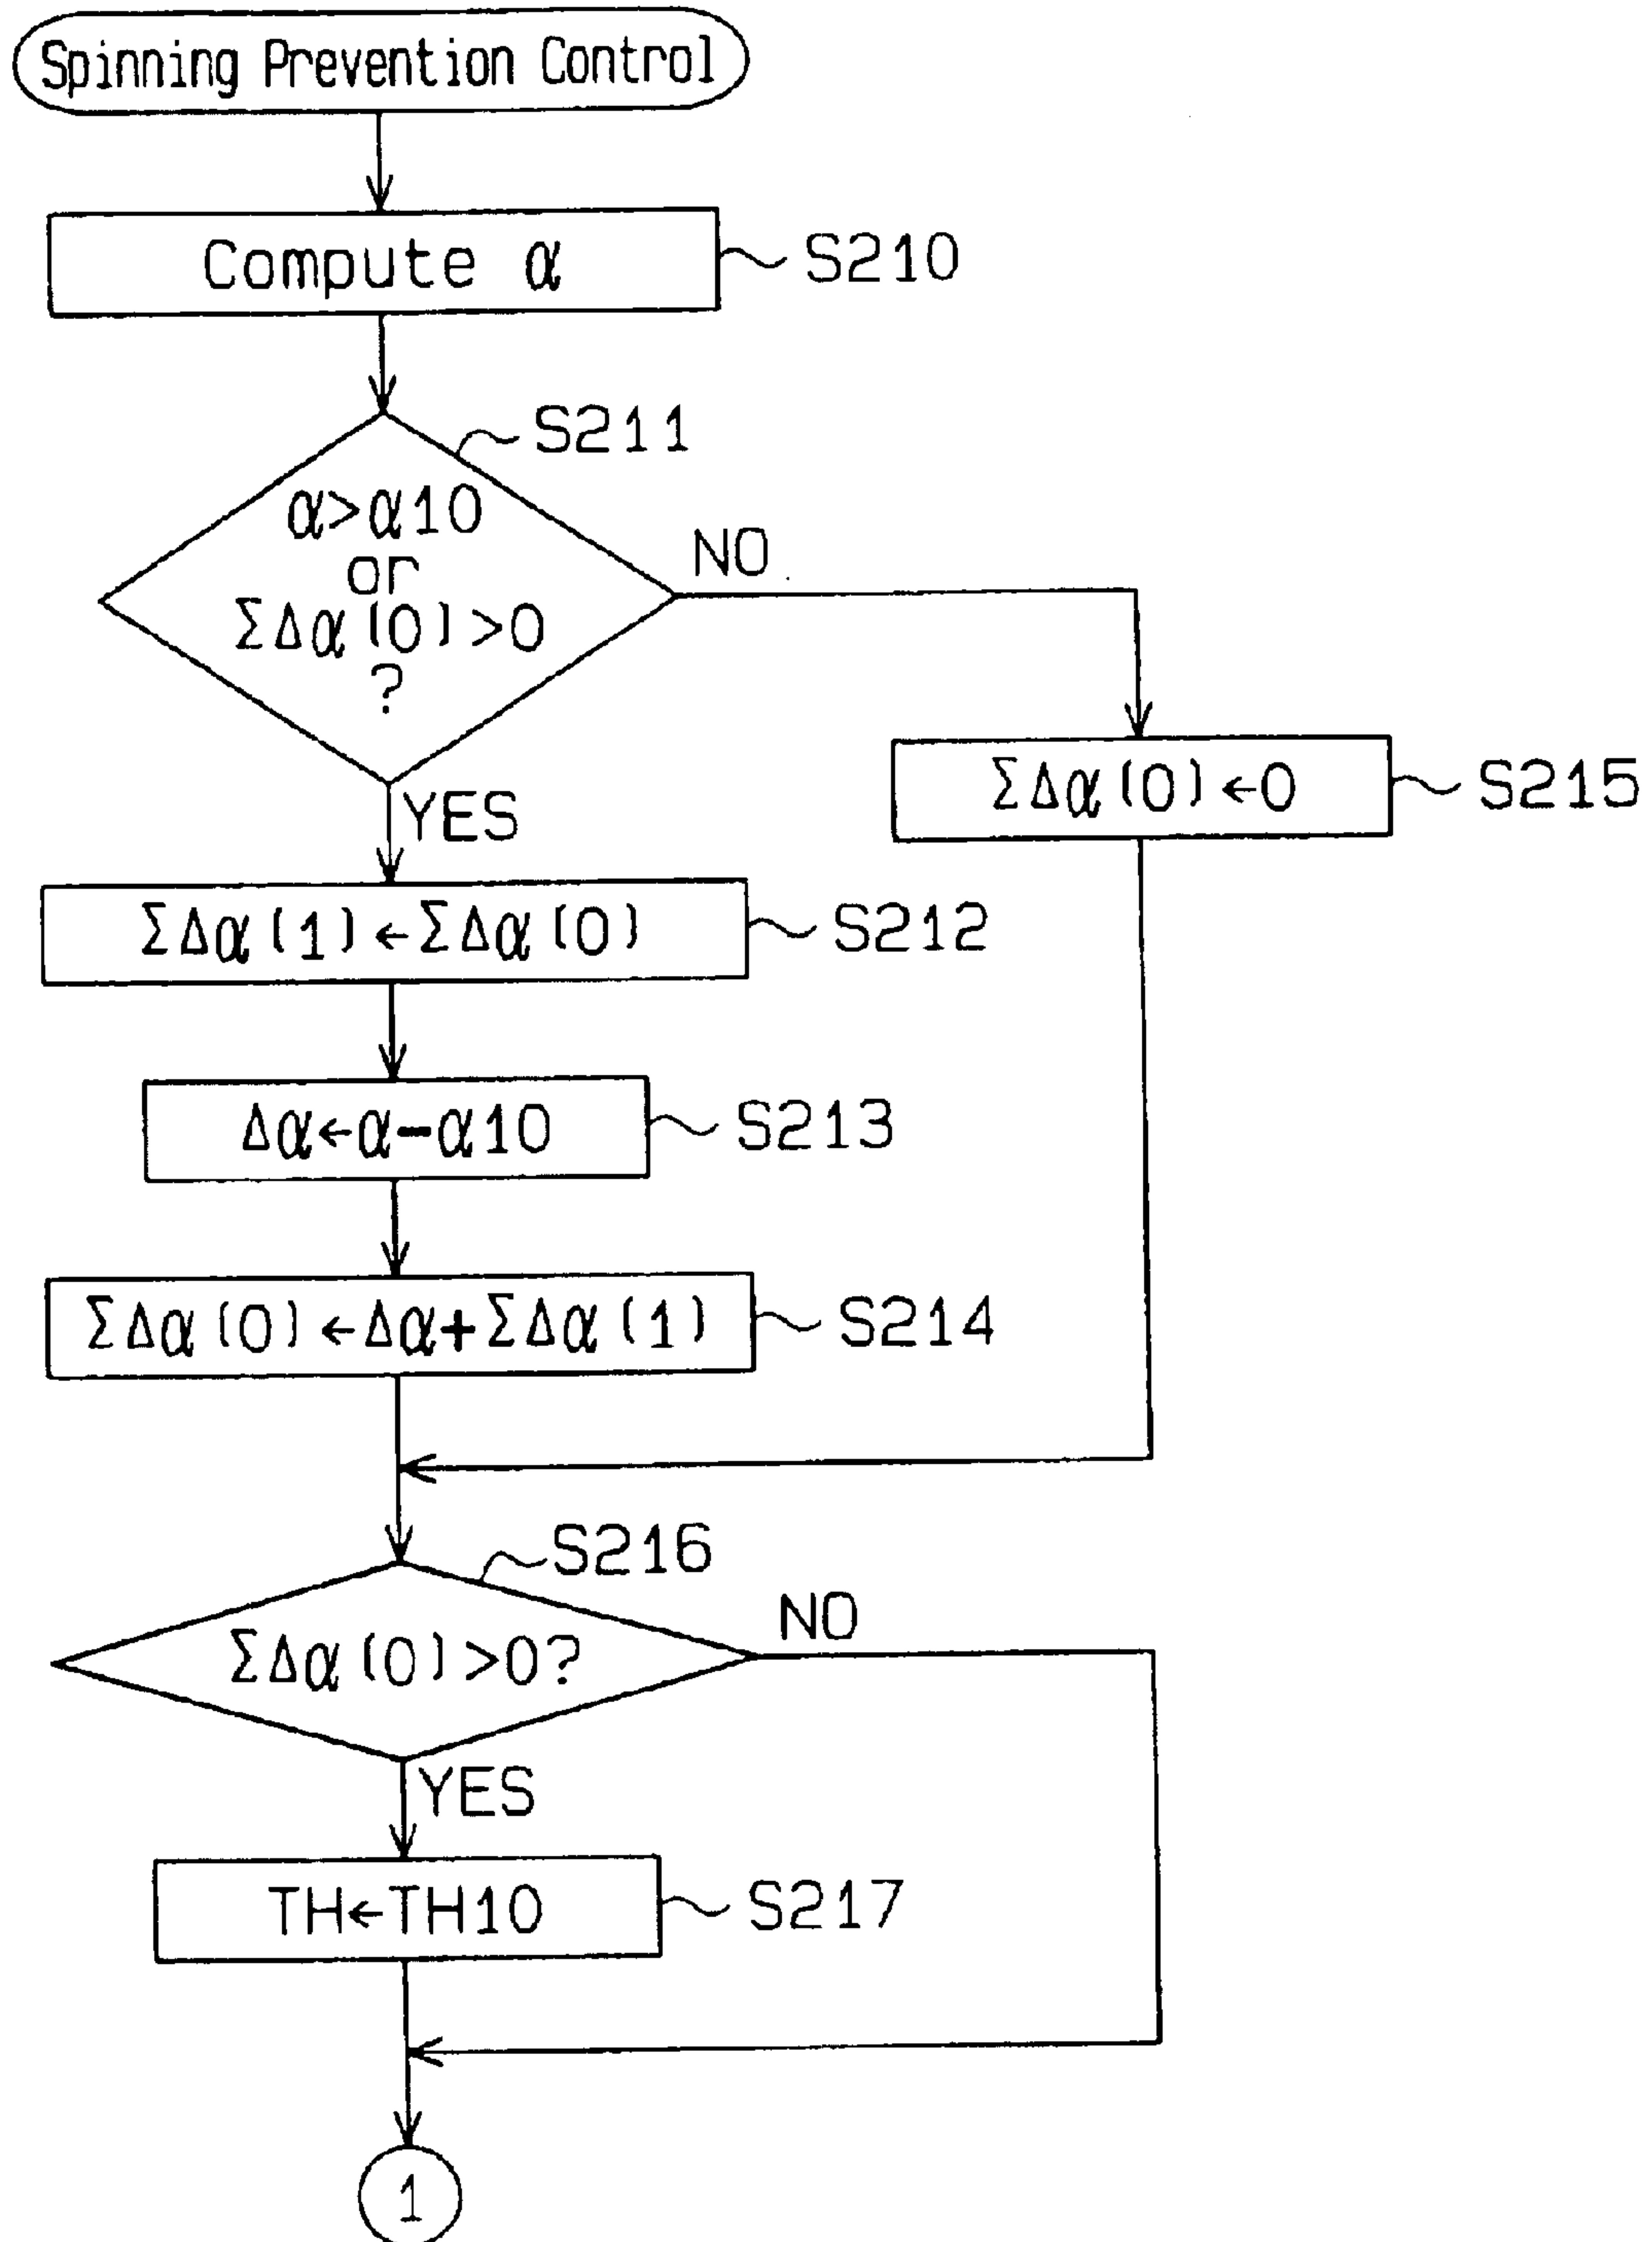 Spinning Prevention Control
Compute α
S210
S211
α>α10
or
ΣΔα(0)>0
?
NO
YES
ΣΔα(0)←0
S215
ΣΔα(1)←ΣΔα(0)
S212
Δα←α-α10
S213
ΣΔα(0)←Δα+ΣΔα(1)
S214
S216
ΣΔα(0)>0?
NO
YES
TH←TH10
S217
1